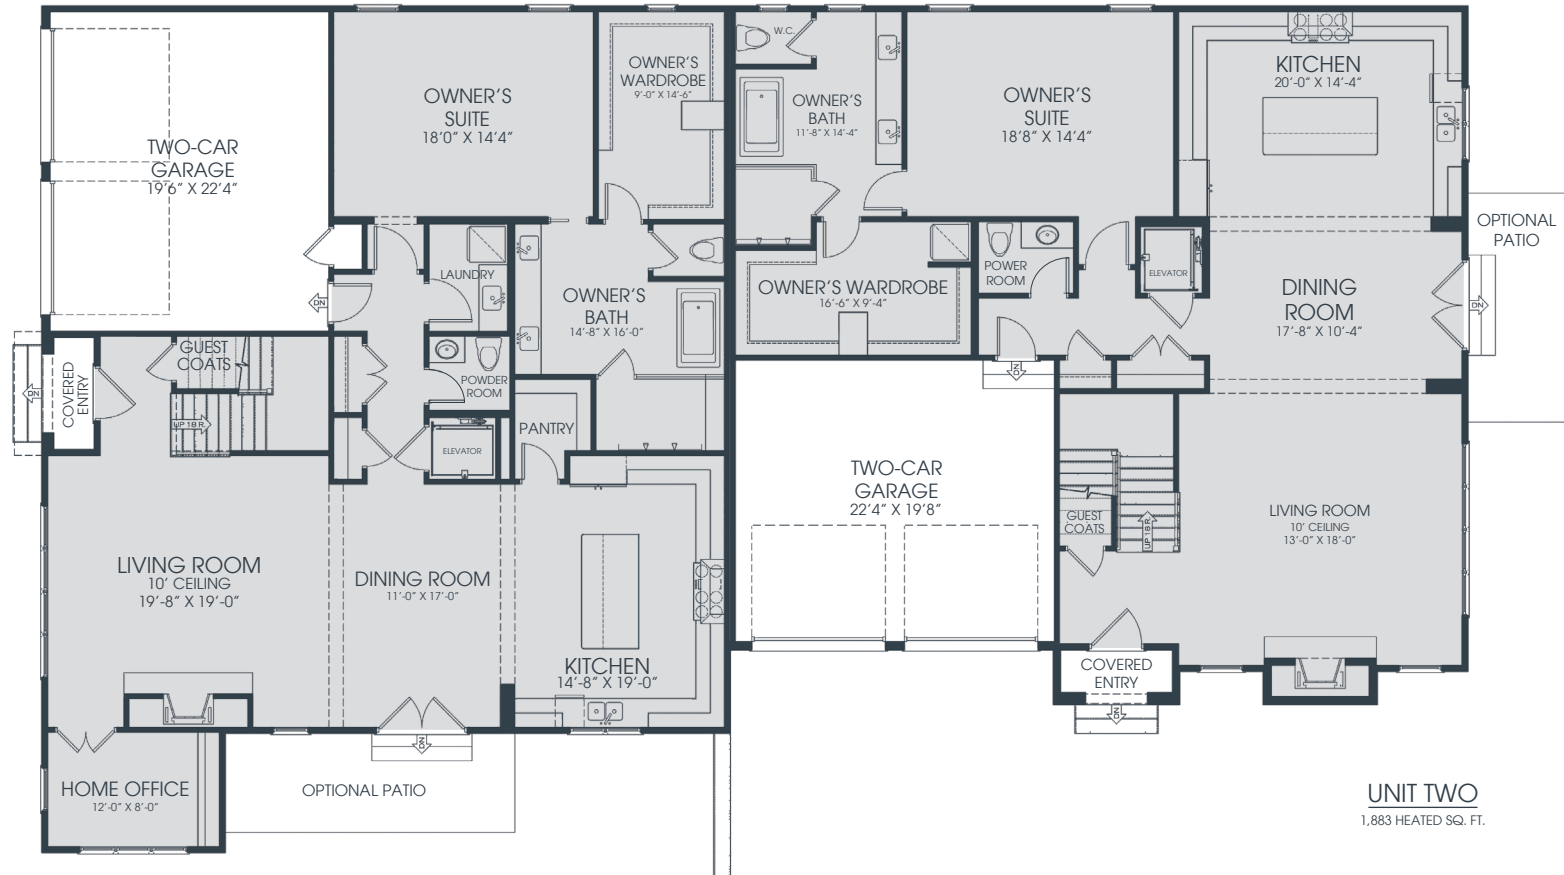 TWO-CAR
GARAGE
19'6" X 22'4"
OWNER'S
SUITE
18'0" X 14'4"
OWNER'S
WARDROBE
9'-0" X 14'-6"
LAUNDRY
OWNER'S
BATH
14'-8" X 16'-0"
DN
GUEST
COATS
COVERED
ENTRY
DN
UP 18 R.
POWDER
ROOM
ELEVATOR
PANTRY
LIVING ROOM
10' CEILING
19'-8" X 19'-0"
DINING ROOM
11'-0" X 17'-0"
KITCHEN
14'-8" X 19'-0"
DN
HOME OFFICE
12'-0" X 8'-0"
OPTIONAL PATIO
W.C.
OWNER'S
BATH
11'-8" X 14'-4"
OWNER'S
SUITE
18'8" X 14'4"
KITCHEN
20'-0" X 14'-4"
OPTIONAL
PATIO
OWNER'S WARDROBE
16'-6" X 9'-4"
POWER
ROOM
ELEVATOR
DINING
ROOM
17'-8" X 10'-4"
DN
DN
TWO-CAR
GARAGE
22'4" X 19'8"
GUEST
COATS
UP 18 R.
LIVING ROOM
10' CEILING
13'-0" X 18'-0"
COVERED
ENTRY
DN
UNIT TWO
1,883 HEATED SQ. FT.